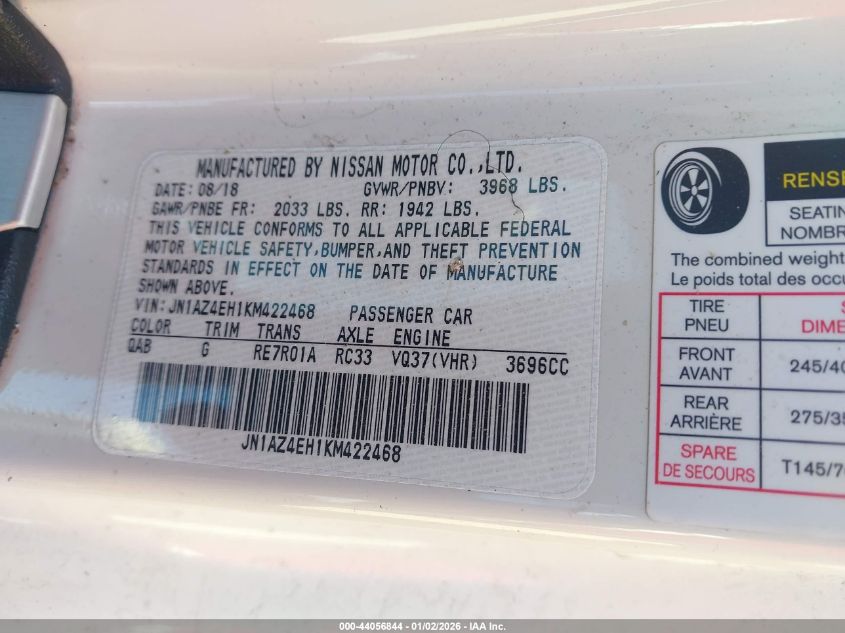 MANUFACTURED BY NISSAN MOTOR CO.,LTD.
DATE: 08/18 GVWR/PNBV: 3968 LBS.
GAWR/PNBE FR: 2033 LBS. RR: 1942 LBS.
THIS VEHICLE CONFORMS TO ALL APPLICABLE FEDERAL
MOTOR VEHICLE SAFETY,BUMPER,AND THEFT PREVENTION
STANDARDS IN EFFECT ON THE DATE OF MANUFACTURE
SHOWN ABOVE.
VIN: JN1AZ4EH1KM422468 PASSENGER CAR
COLOR TRIM TRANS AXLE ENGINE
QAB G RE7R01A RC33 VQ37(VHR) 3696CC
JN1AZ4EH1KM422468
RENSE
SEATIN
NOMBR
The combined weight
Le poids total des occu
TIRE
PNEU
S
DIME
FRONT
AVANT
245/40
REAR
ARRIÈRE
275/35
SPARE
DE SECOURS
T145/7
000-44056844 | 01/02/2026 - IAA Inc.